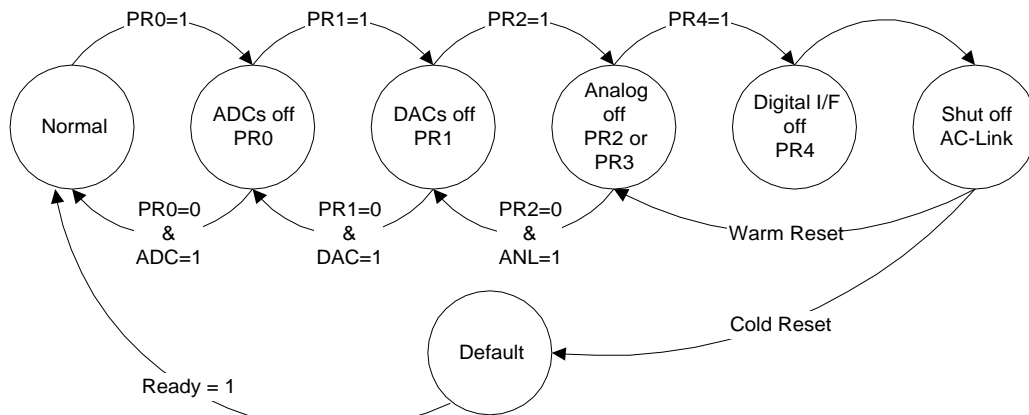 PR0=1
PR1=1
PR2=1
PR4=1
Normal
ADCs off
PR0
DACs off
PR1
Analog
off
PR2 or
PR3
Digital I/F
off
PR4
Shut off
AC-Link
PR0=0
&
ADC=1
PR1=0
&
DAC=1
PR2=0
&
ANL=1
Warm Reset
Cold Reset
Default
Ready = 1